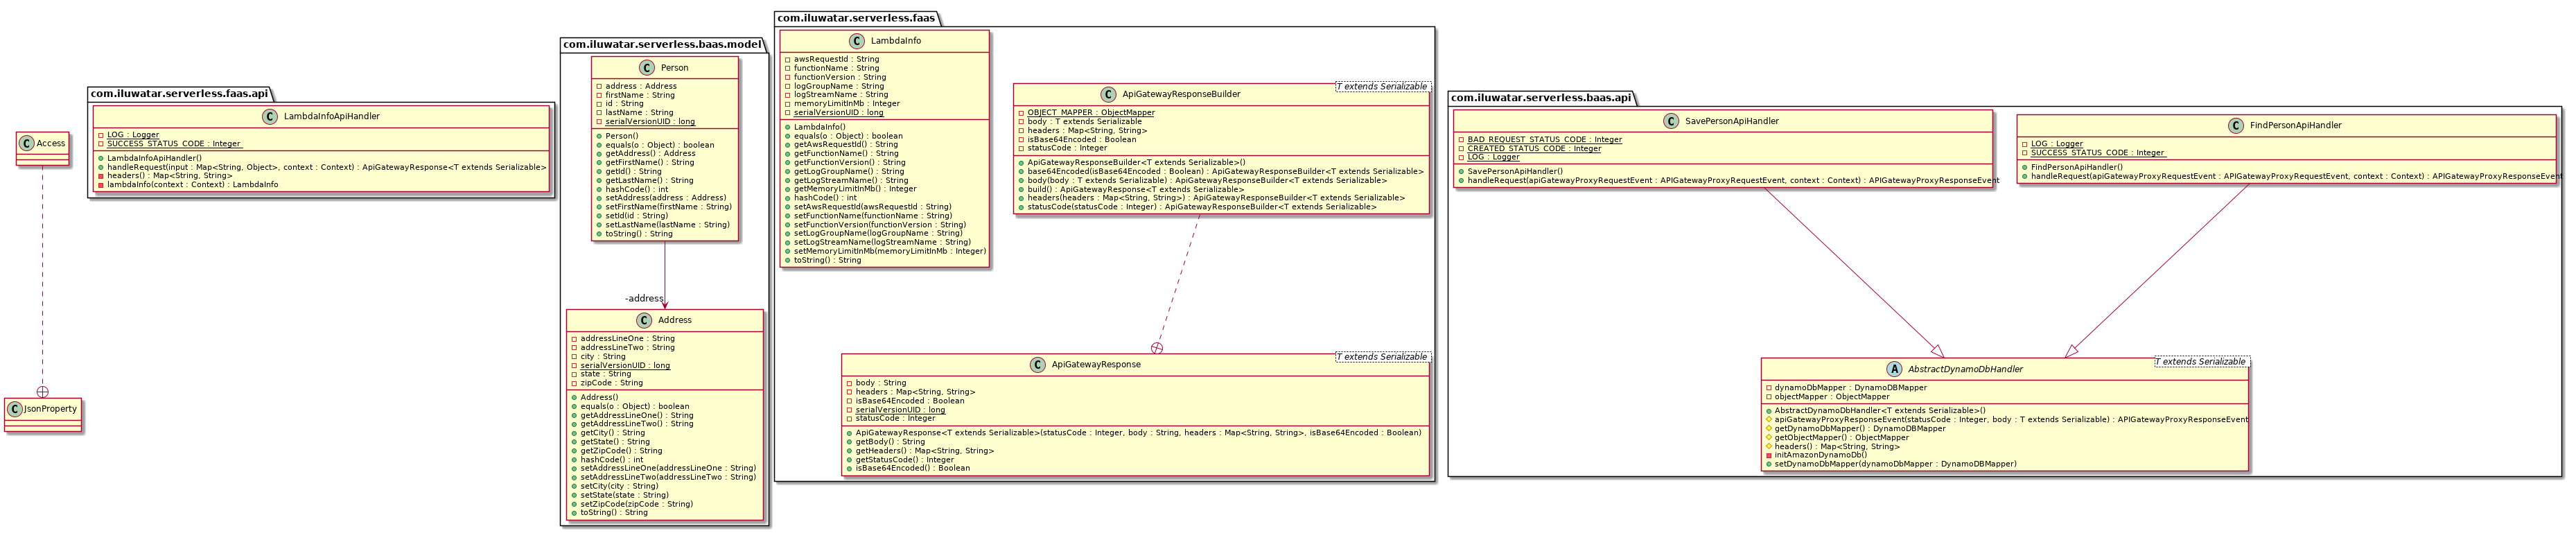 Access
JsonProperty
com.iluwatar.serverless.faas.api
LambdaInfoApiHandler
LOG : Logger
SUCCESS_STATUS_CODE : Integer
LambdaInfoApiHandler()
handleRequest(input : Map<String, Object>, context : Context) : ApiGatewayResponse<T extends Serializable>
headers() : Map<String, String>
lambdaInfo(context : Context) : LambdaInfo
com.iluwatar.serverless.baas.model
Person
address : Address
firstName : String
id : String
lastName : String
serialVersionUID : long
Person()
equals(o : Object) : boolean
getAddress() : Address
getFirstName() : String
getId() : String
getLastName() : String
hashCode() : int
setAddress(address : Address)
setFirstName(firstName : String)
setId(id : String)
setLastName(lastName : String)
toString() : String
-address
Address
addressLineOne : String
addressLineTwo : String
city : String
serialVersionUID : long
state : String
zipCode : String
Address()
equals(o : Object) : boolean
getAddressLineOne() : String
getAddressLineTwo() : String
getCity() : String
getState() : String
getZipCode() : String
hashCode() : int
setAddressLineOne(addressLineOne : String)
setAddressLineTwo(addressLineTwo : String)
setCity(city : String)
setState(state : String)
setZipCode(zipCode : String)
toString() : String
com.iluwatar.serverless.faas
LambdaInfo
awsRequestId : String
functionName : String
functionVersion : String
logGroupName : String
logStreamName : String
memoryLimitInMb : Integer
serialVersionUID : long
LambdaInfo()
equals(o : Object) : boolean
getAwsRequestId() : String
getFunctionName() : String
getFunctionVersion() : String
getLogGroupName() : String
getLogStreamName() : String
getMemoryLimitInMb() : Integer
hashCode() : int
setAwsRequestId(awsRequestId : String)
setFunctionName(functionName : String)
setFunctionVersion(functionVersion : String)
setLogGroupName(logGroupName : String)
setLogStreamName(logStreamName : String)
setMemoryLimitInMb(memoryLimitInMb : Integer)
toString() : String
ApiGatewayResponseBuilder
T extends Serializable
OBJECT_MAPPER : ObjectMapper
body : T extends Serializable
headers : Map<String, String>
isBase64Encoded : Boolean
statusCode : Integer
ApiGatewayResponseBuilder<T extends Serializable>()
base64Encoded(isBase64Encoded : Boolean) : ApiGatewayResponseBuilder<T extends Serializable>
body(body : T extends Serializable) : ApiGatewayResponseBuilder<T extends Serializable>
build() : ApiGatewayResponse<T extends Serializable>
headers(headers : Map<String, String>) : ApiGatewayResponseBuilder<T extends Serializable>
statusCode(statusCode : Integer) : ApiGatewayResponseBuilder<T extends Serializable>
ApiGatewayResponse
T extends Serializable
body : String
headers : Map<String, String>
isBase64Encoded : Boolean
serialVersionUID : long
statusCode : Integer
ApiGatewayResponse<T extends Serializable>(statusCode : Integer, body : String, headers : Map<String, String>, isBase64Encoded : Boolean)
getBody() : String
getHeaders() : Map<String, String>
getStatusCode() : Integer
isBase64Encoded() : Boolean
com.iluwatar.serverless.baas.api
SavePersonApiHandler
BAD_REQUEST_STATUS_CODE : Integer
CREATED_STATUS_CODE : Integer
LOG : Logger
SavePersonApiHandler()
handleRequest(apiGatewayProxyRequestEvent : APIGatewayProxyRequestEvent, context : Context) : APIGatewayProxyResponseEvent
FindPersonApiHandler
LOG : Logger
SUCCESS_STATUS_CODE : Integer
FindPersonApiHandler()
handleRequest(apiGatewayProxyRequestEvent : APIGatewayProxyRequestEvent, context : Context) : APIGatewayProxyResponseEvent
AbstractDynamoDbHandler
T extends Serializable
dynamoDbMapper : DynamoDBMapper
objectMapper : ObjectMapper
AbstractDynamoDbHandler<T extends Serializable>()
apiGatewayProxyResponseEvent(statusCode : Integer, body : T extends Serializable) : APIGatewayProxyResponseEvent
getDynamoDbMapper() : DynamoDBMapper
getObjectMapper() : ObjectMapper
headers() : Map<String, String>
initAmazonDynamoDb()
setDynamoDbMapper(dynamoDbMapper : DynamoDBMapper)